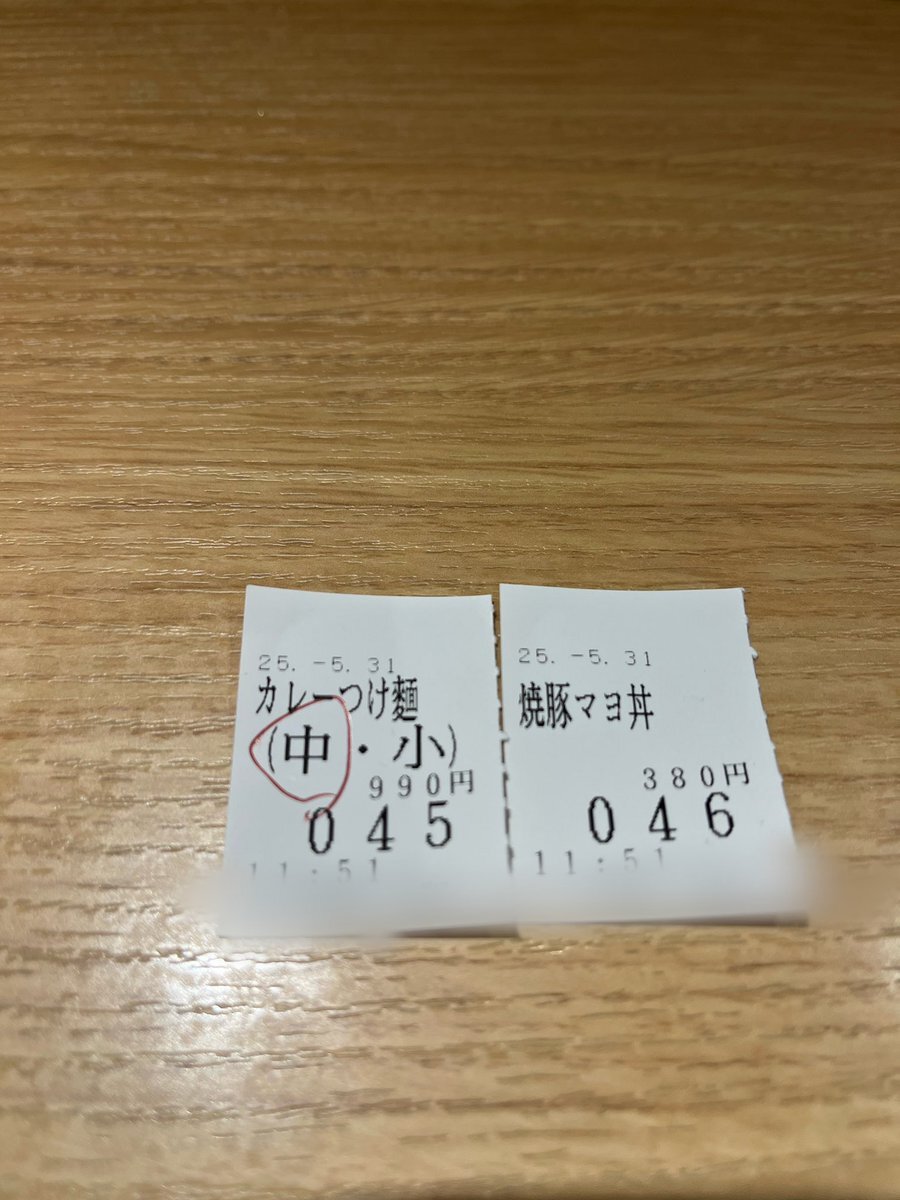 25.-5.31
カレーつけ麺
(中・小)
990円
045
11:51
25.-5.31
焼豚マヨ丼
380円
046
11:51